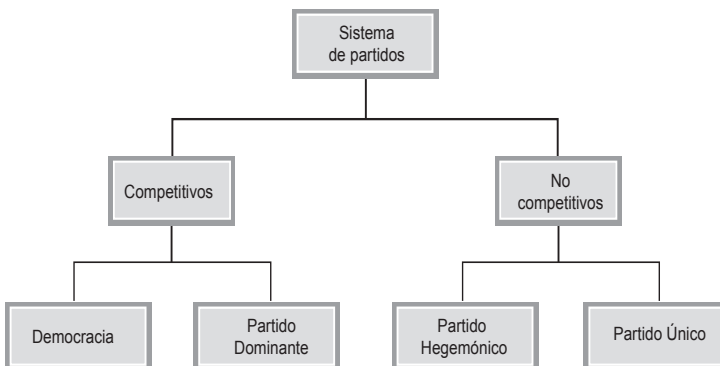 Sistema
de partidos
Competitivos
No
competitivos
Democracia
Partido
Dominante
Partido
Hegemónico
Partido Único